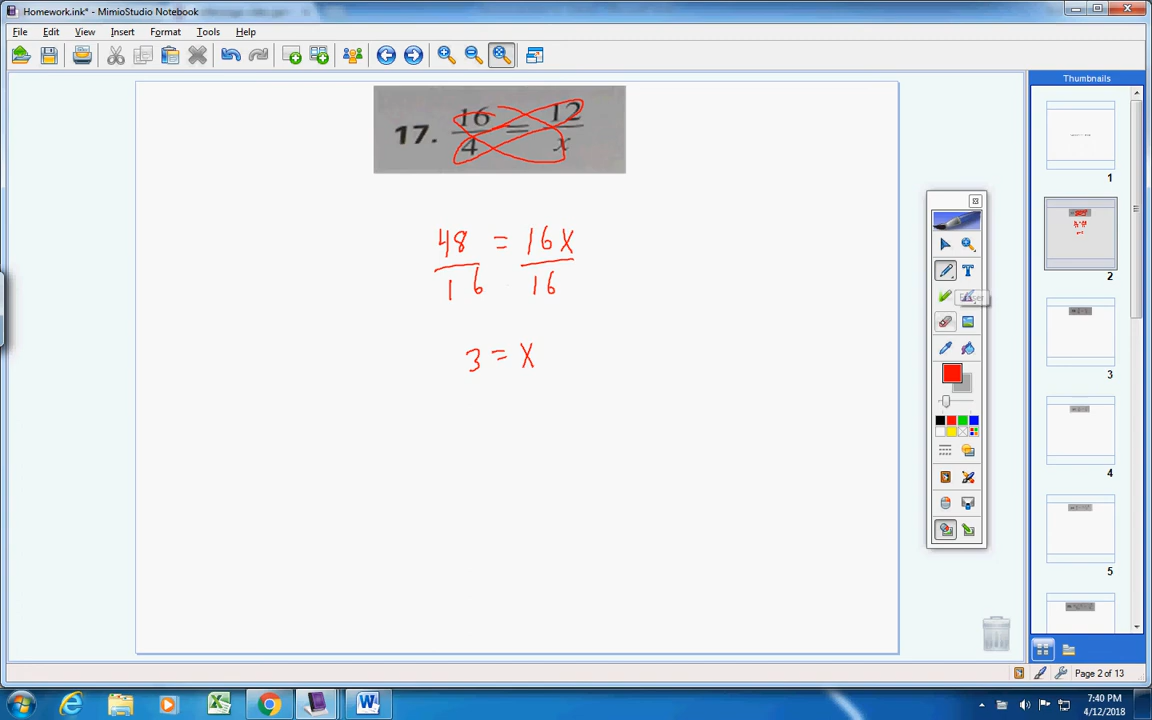 Homework.ink* - MimioStudio Notebook
File Edit View Insert Format Tools Help
Thumbnails
17. 16/4 = 12/x
48 = 16X
16 16
3 = X
Eraser
1
2
3
4
5
Page 2 of 13
7:40 PM
4/12/2018